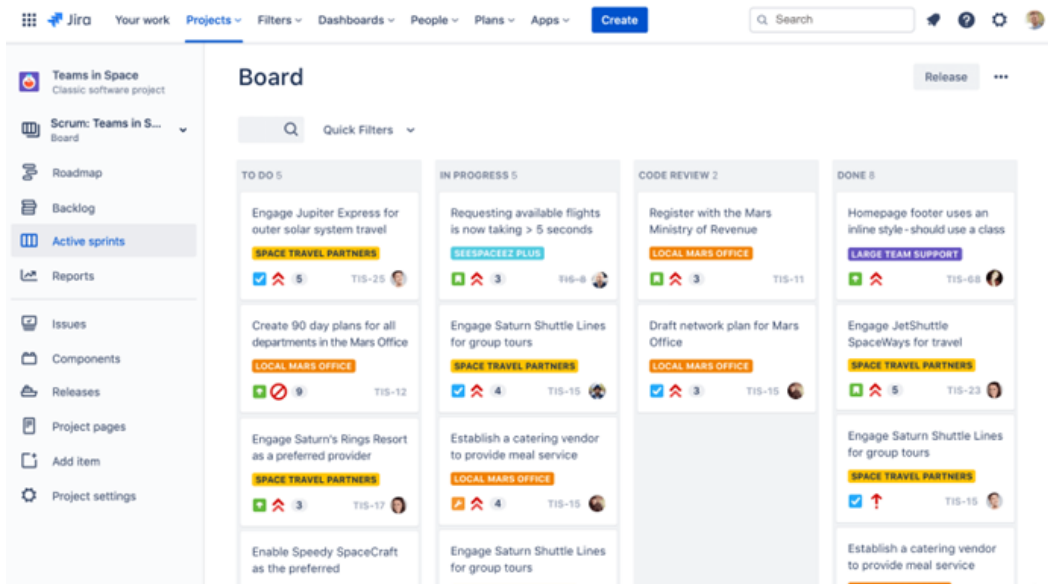 Jira Your work Projects Filters Dashboards People Plans Apps Create Search
Teams in Space
Classic software project
Scrum: Teams in S...
Board
Roadmap
Backlog
Active sprints
Reports
Issues
Components
Releases
Project pages
Add item
Project settings
Board
Release
Quick Filters
TO DO 5
Engage Jupiter Express for
outer solar system travel
SPACE TRAVEL PARTNERS
5 TIS-25
Create 90 day plans for all
departments in the Mars Office
LOCAL MARS OFFICE
9 TIS-12
Engage Saturn's Rings Resort
as a preferred provider
SPACE TRAVEL PARTNERS
3 TIS-17
Enable Speedy SpaceCraft
as the preferred
IN PROGRESS 5
Requesting available flights
is now taking > 5 seconds
SEESPACEEZ PLUS
3 TIS-8
Engage Saturn Shuttle Lines
for group tours
SPACE TRAVEL PARTNERS
4 TIS-15
Establish a catering vendor
to provide meal service
LOCAL MARS OFFICE
4 TIS-15
Engage Saturn Shuttle Lines
for group tours
CODE REVIEW 2
Register with the Mars
Ministry of Revenue
LOCAL MARS OFFICE
3 TIS-11
Draft network plan for Mars
Office
LOCAL MARS OFFICE
3 TIS-15
DONE 8
Homepage footer uses an
inline style - should use a class
LARGE TEAM SUPPORT
TIS-68
Engage JetShuttle
SpaceWays for travel
SPACE TRAVEL PARTNERS
5 TIS-23
Engage Saturn Shuttle Lines
for group tours
SPACE TRAVEL PARTNERS
TIS-15
Establish a catering vendor
to provide meal service